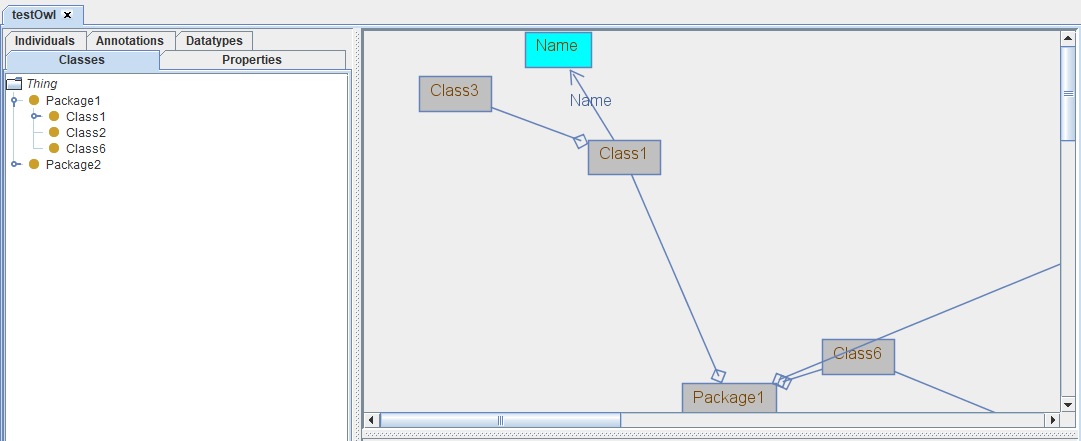 testOwl
Individuals Annotations Datatypes
Classes Properties
Thing
Package1
Class1
Class2
Class6
Package2
Name
Class3
Name
Class1
Class6
Package1